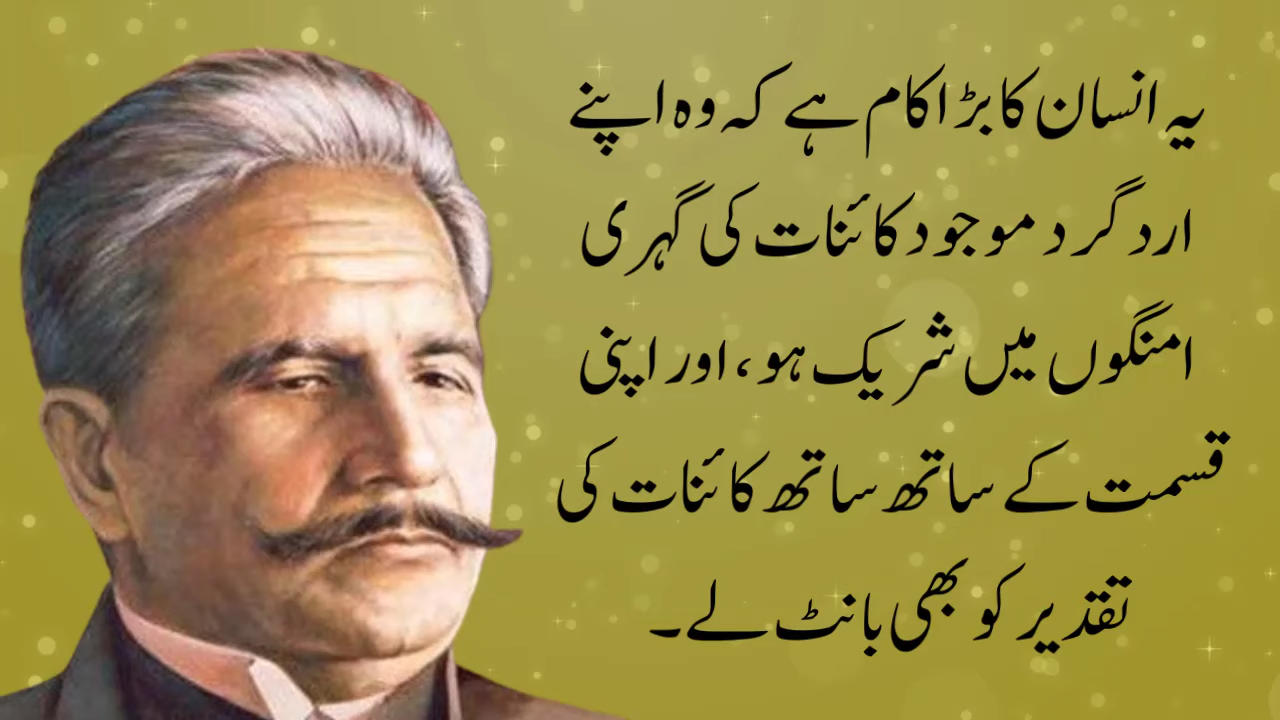 یہ انسان کا بڑا کام ہے کہ وہ اپنے
ارد گرد موجود کائنات کی گہری
امنگوں میں شریک ہو، اور اپنی
قسمت کے ساتھ ساتھ کائنات کی
تقدیر کو بھی بانٹ لے۔